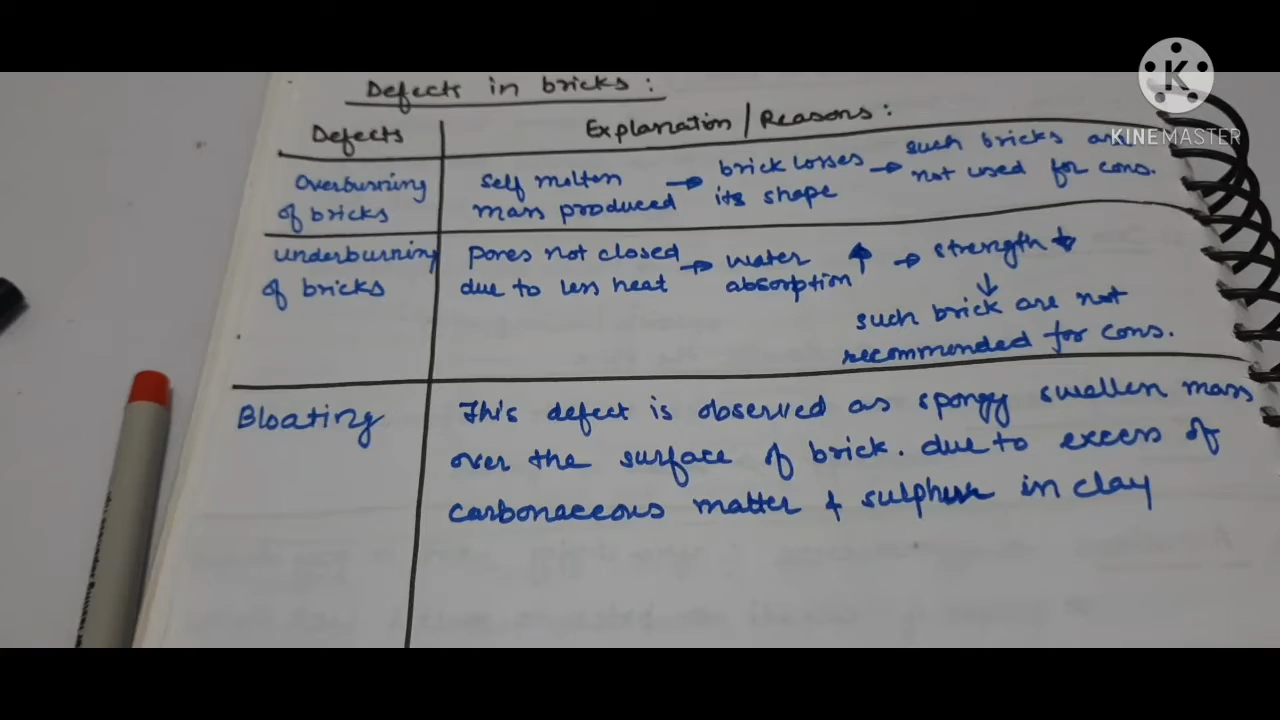 Defects in bricks:
Defects
Explanation / Reasons:
Overburning
of bricks
self molten
mass produced → brick losses
its shape → such bricks are
not used for cons.
underburning
of bricks
Pores not closed
due to less heat → water
absorption ↑ → strength ↓
↓
such brick are not
recommended for cons.
Bloating
This defect is observed as spongy swollen mass
over the surface of brick. due to excess of
carbonaceous matter & sulphur in clay
K
KINEMASTER